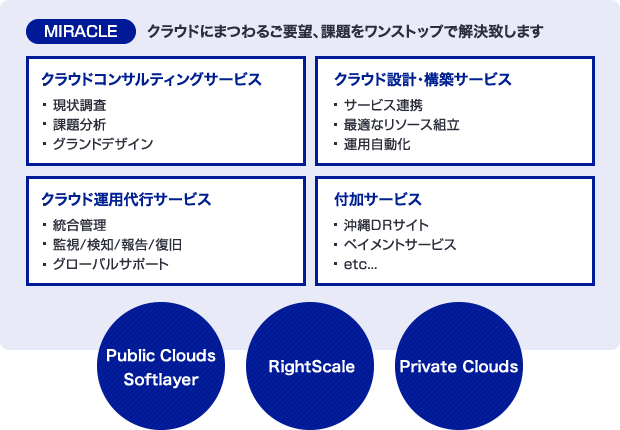 MIRACLE クラウドにまつわるご要望、課題をワンストップで解決致します
クラウドコンサルティングサービス
・現状調査
・課題分析
・グランドデザイン
クラウド設計・構築サービス
・サービス連携
・最適なリソース組立
・運用自動化
クラウド運用代行サービス
・統合管理
・監視/検知/報告/復旧
・グローバルサポート
付加サービス
・沖縄DRサイト
・ペイメントサービス
・etc...
Public Clouds
Softlayer
RightScale
Private Clouds